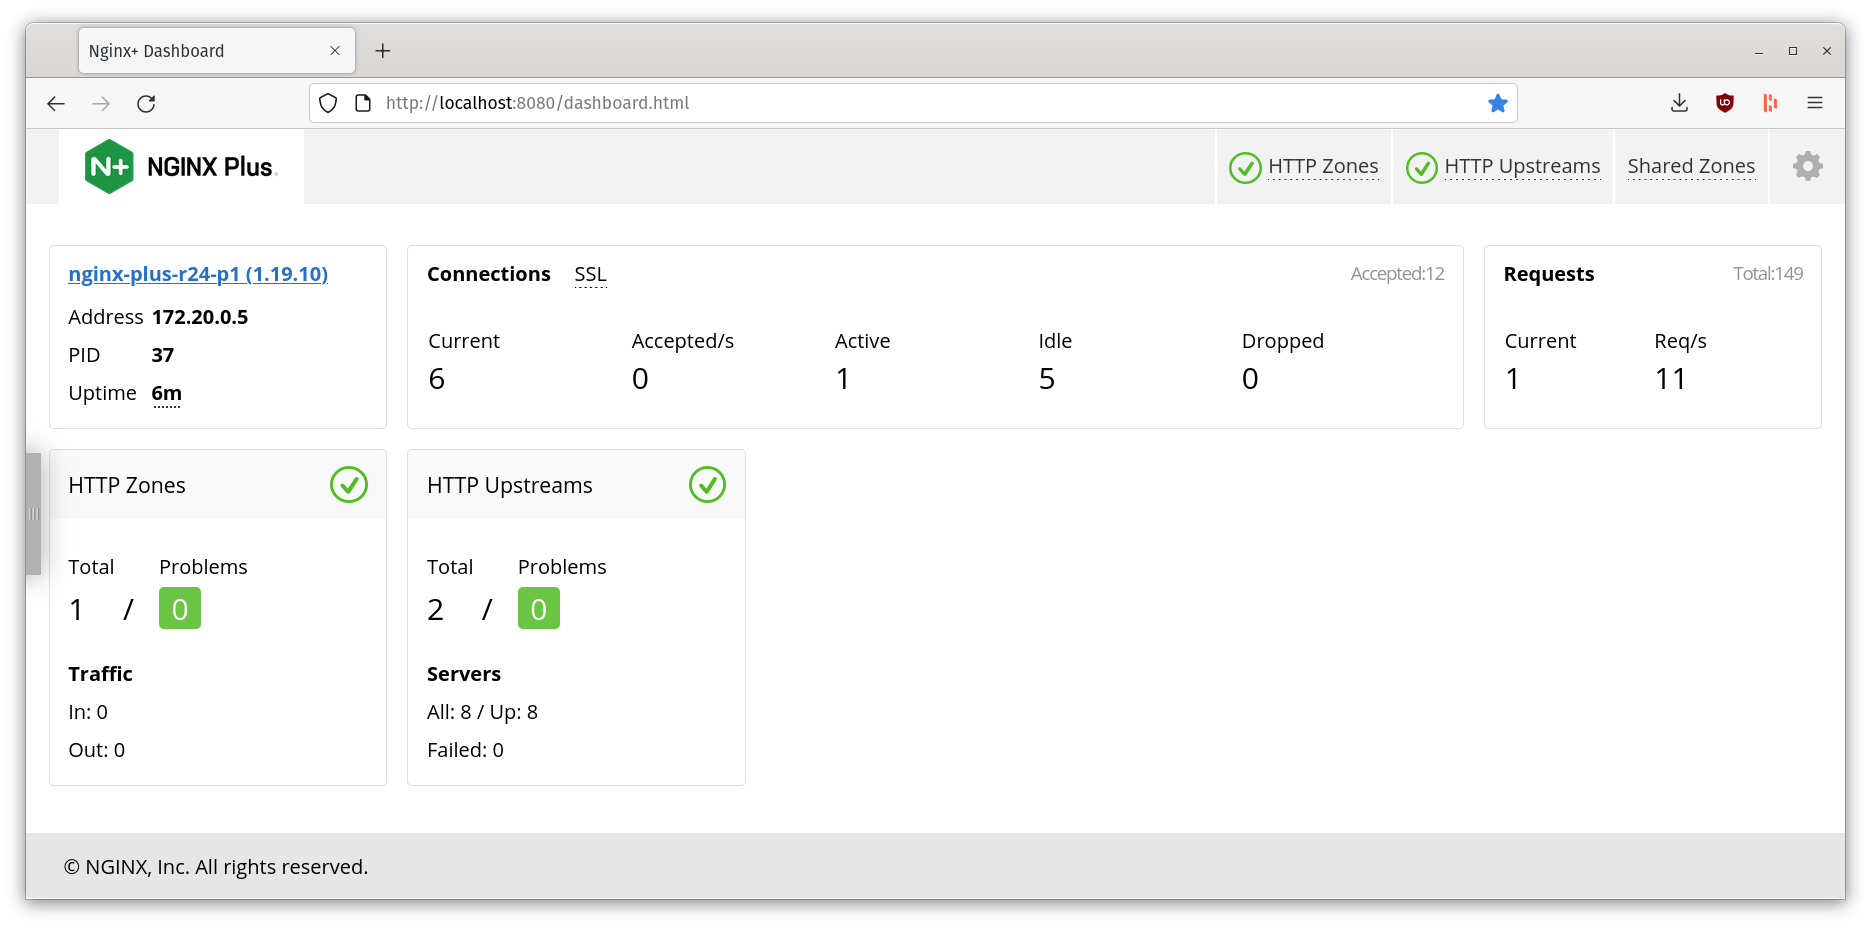 Nginx+ Dashboard
http://localhost:8080/dashboard.html
N+ NGINX Plus.
HTTP Zones
HTTP Upstreams
Shared Zones
nginx-plus-r24-p1 (1.19.10)
Address 172.20.0.5
PID 37
Uptime 6m
Connections SSL Accepted:12
Current Accepted/s Active Idle Dropped
6 0 1 5 0
Requests Total:149
Current Req/s
1 11
HTTP Zones
Total Problems
1 / 0
Traffic
In: 0
Out: 0
HTTP Upstreams
Total Problems
2 / 0
Servers
All: 8 / Up: 8
Failed: 0
© NGINX, Inc. All rights reserved.